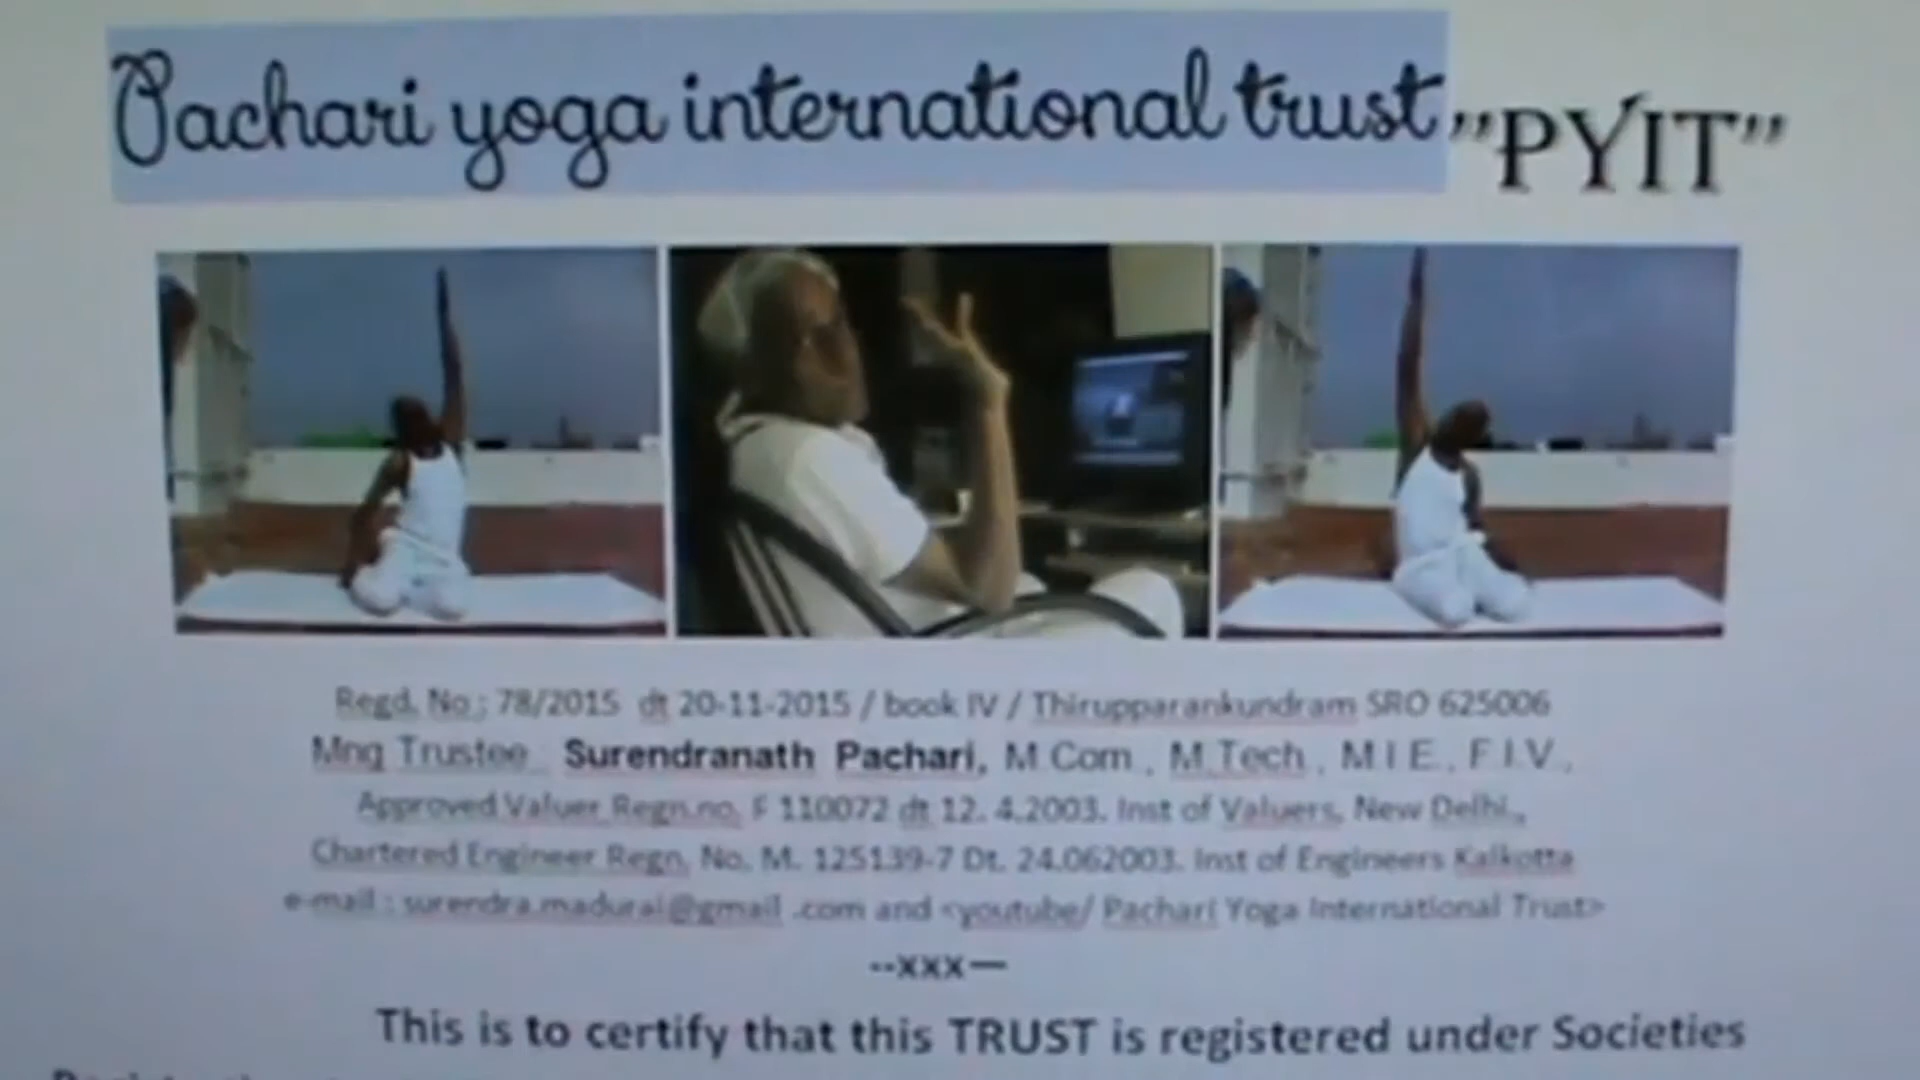 Pachari yoga international trust "PYIT"
Regd. No : 78/2015 dt 20-11-2015 / book IV / Thirupparankundram SRO 625006
Mng Trustee : Surendranath Pachari, M.Com., M.Tech., M I E., F.I.V.,
Approved Valuer Regn.no. F 110072 dt 12. 4.2003. Inst of Valuers, New Delhi.,
Chartered Engineer Regn. No. M. 125139-7 Dt. 24.062003. Inst of Engineers Kalkotta
e-mail : surendra.madurai@gmail .com and <youtube/ Pachari Yoga International Trust>
--xxx—
This is to certify that this TRUST is registered under Societies